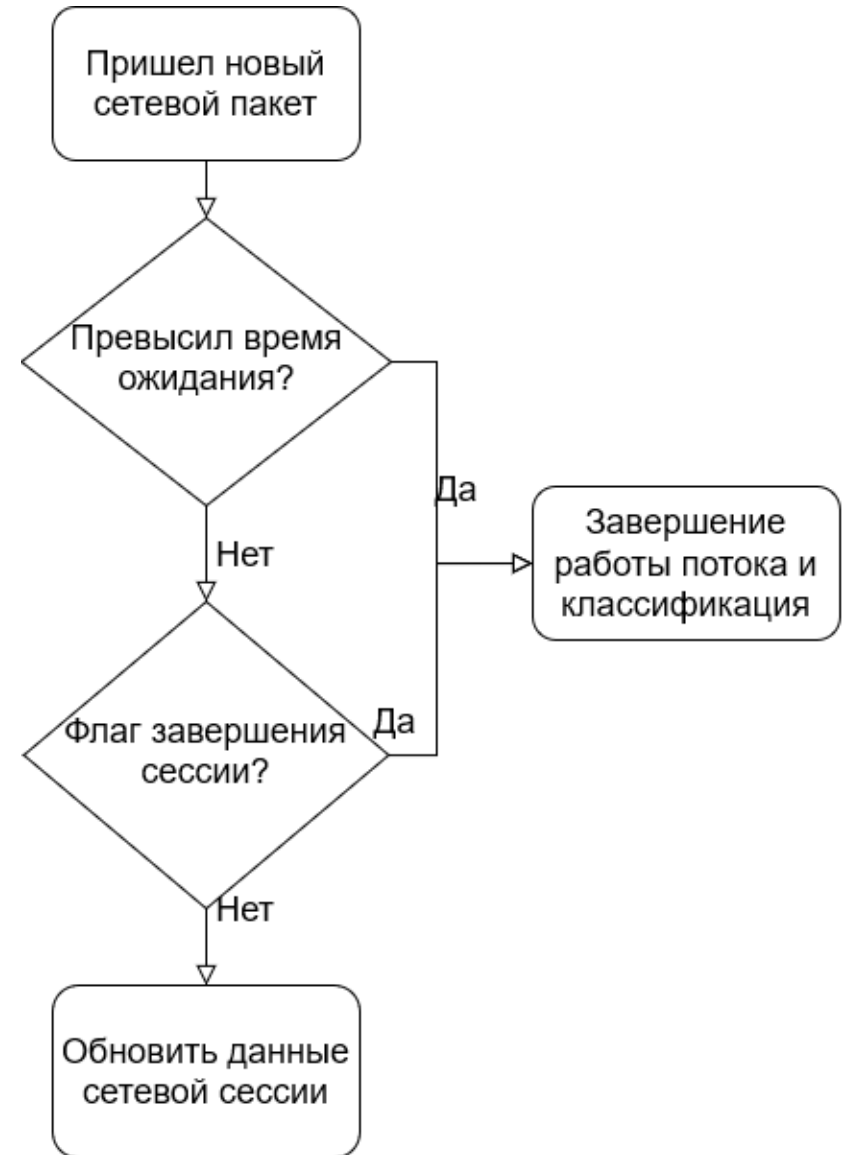 Пришел новый
сетевой пакет
Превысил время
ожидания?
Да
Нет
Завершение
работы потока и
классификация
Флаг завершения
сессии?
Да
Нет
Обновить данные
сетевой сессии